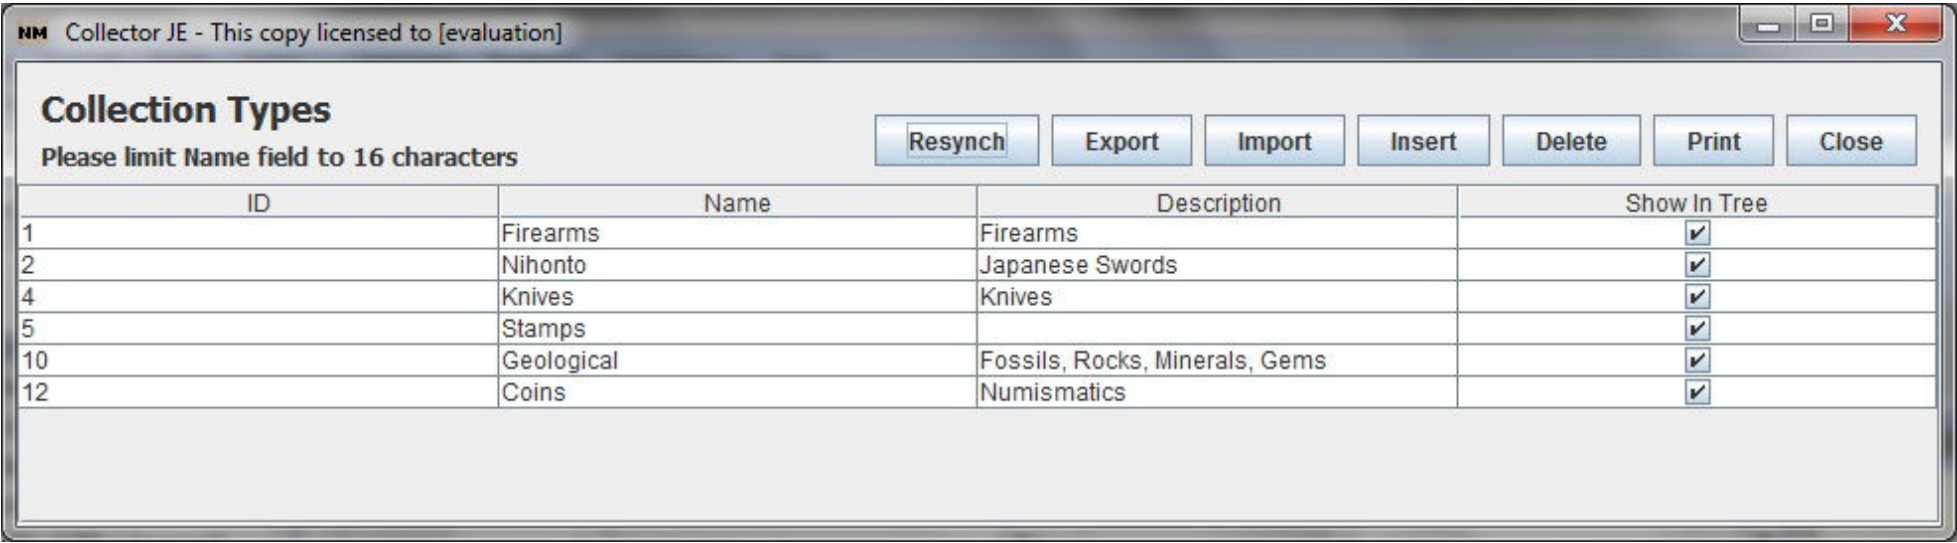 NM Collector JE - This copy licensed to [evaluation]
Collection Types
Please limit Name field to 16 characters
Resynch Export Import Insert Delete Print Close
ID Name Description Show In Tree
1 Firearms Firearms
2 Nihonto Japanese Swords
4 Knives Knives
5 Stamps
10 Geological Fossils, Rocks, Minerals, Gems
12 Coins Numismatics